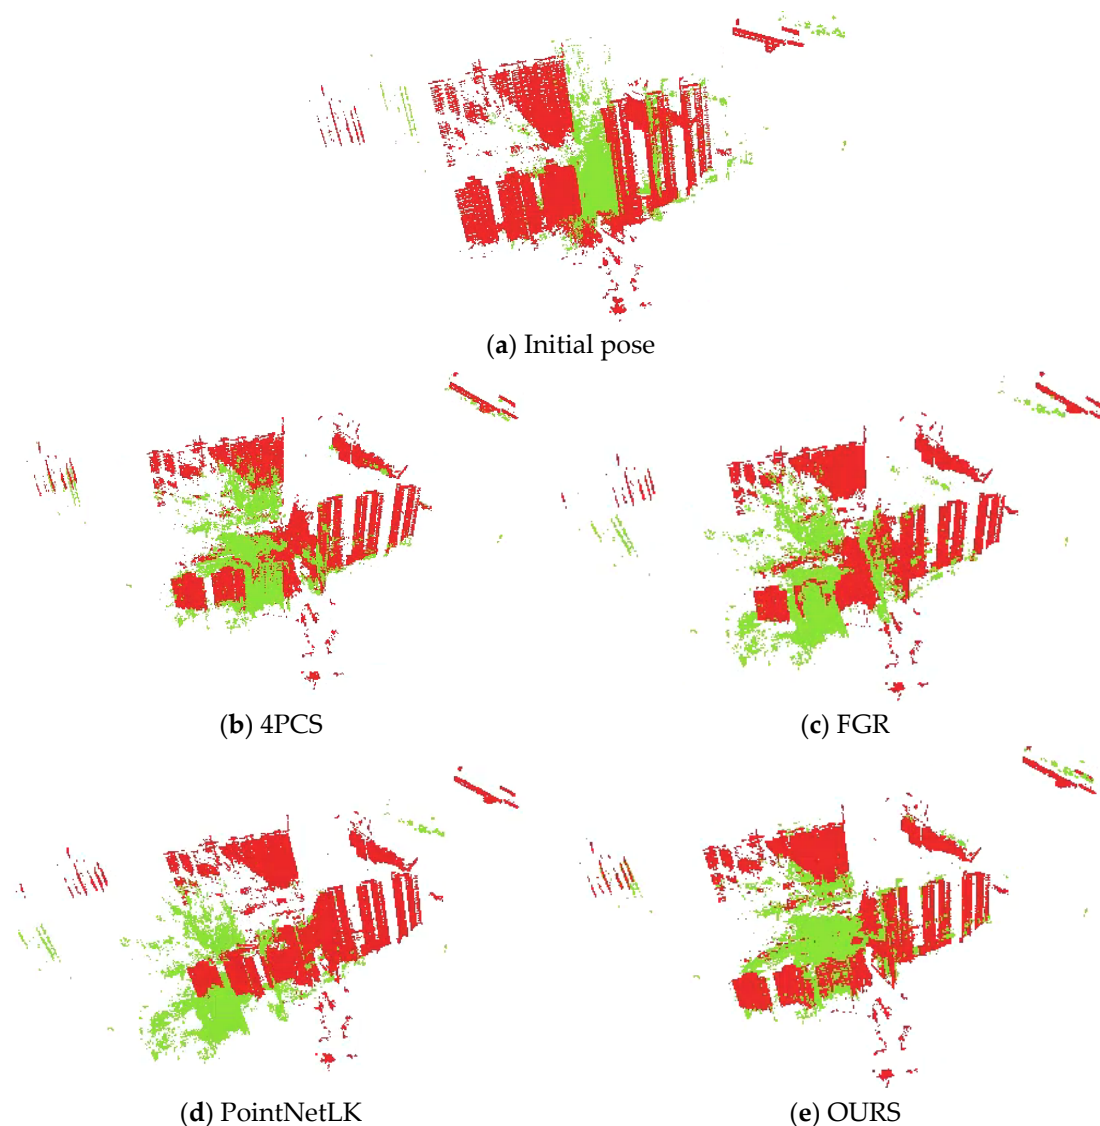 (a) Initial pose
(b) 4PCS
(c) FGR
(d) PointNetLK
(e) OURS